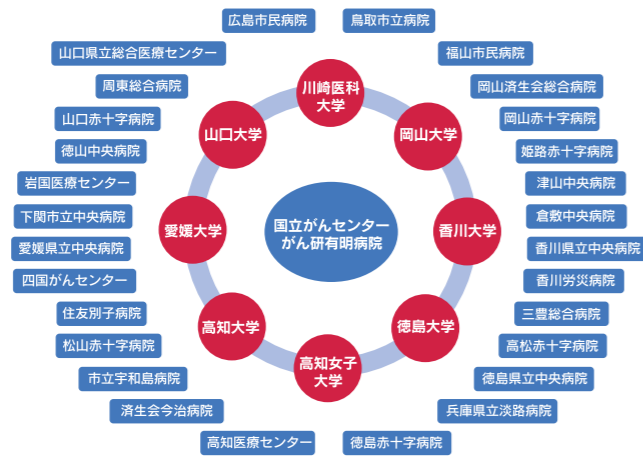 広島市民病院
鳥取市立病院
山口県立総合医療センター
福山市民病院
周東総合病院
川崎医科
大学
岡山済生会総合病院
山口赤十字病院
山口大学
岡山大学
岡山赤十字病院
徳山中央病院
姫路赤十字病院
岩国医療センター
津山中央病院
下関市立中央病院
愛媛大学
国立がんセンター
がん研有明病院
香川大学
倉敷中央病院
愛媛県立中央病院
香川県立中央病院
四国がんセンター
香川労災病院
住友別子病院
高知大学
徳島大学
三豊総合病院
松山赤十字病院
高松赤十字病院
市立宇和島病院
高知女子
大学
徳島県立中央病院
済生会今治病院
兵庫県立淡路病院
高知医療センター
徳島赤十字病院